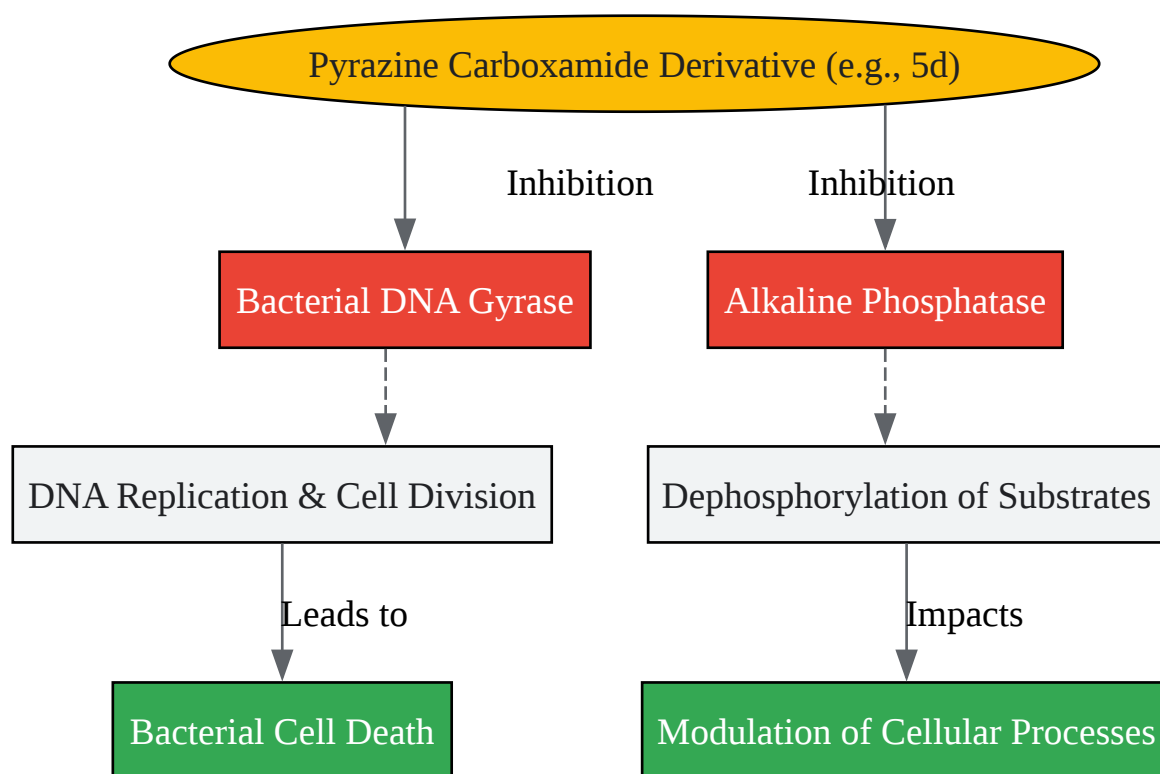 Pyrazine Carboxamide Derivative (e.g., 5d)
Inhibition
Inhibition
Bacterial DNA Gyrase
Alkaline Phosphatase
DNA Replication & Cell Division
Dephosphorylation of Substrates
Leads to
Impacts
Bacterial Cell Death
Modulation of Cellular Processes